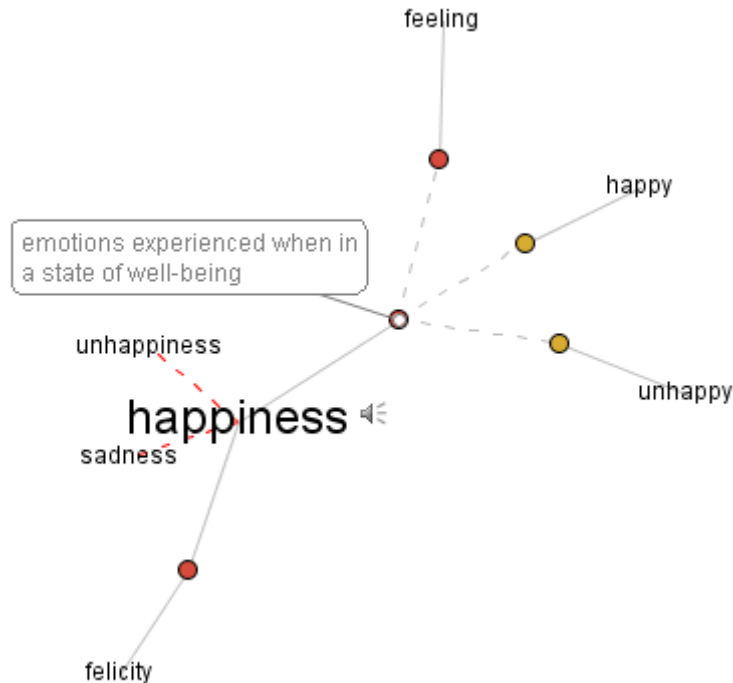 feeling
happy
emotions experienced when in
a state of well-being
unhappiness
unhappy
happiness
sadness
felicity